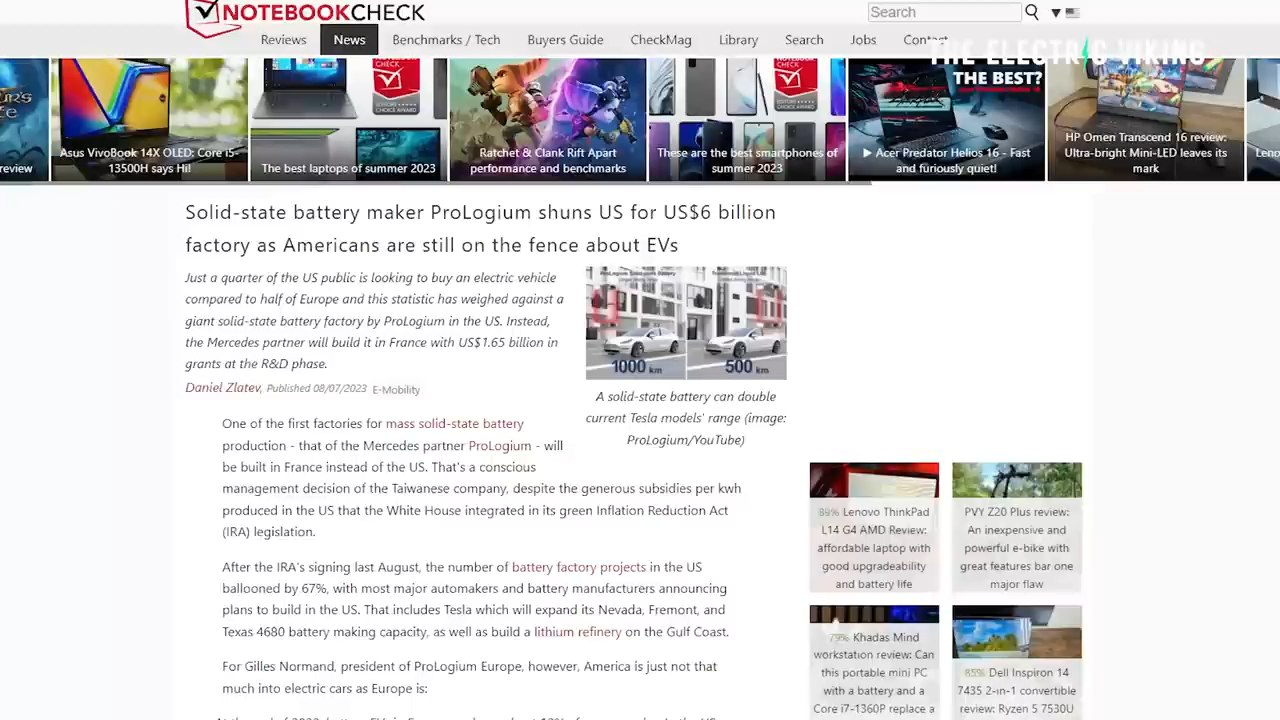 NOTEBOOKCHECK
Search
Reviews
News
Benchmarks / Tech
Buyers Guide
CheckMag
Library
Search
Jobs
Contact
THE ELECTRIC VIKING
THE BEST?
review
Asus VivoBook 14X OLED: Core i5-
13500H says Hi!
The best laptops of summer 2023
Ratchet & Clank Rift Apart
performance and benchmarks
These are the best smartphones of
summer 2023
▶ Acer Predator Helios 16 - Fast
and furiously quiet!
HP Omen Transcend 16 review:
Ultra-bright Mini-LED leaves its
mark
Solid-state battery maker ProLogium shuns US for US$6 billion
factory as Americans are still on the fence about EVs
Just a quarter of the US public is looking to buy an electric vehicle
compared to half of Europe and this statistic has weighed against a
giant solid-state battery factory by ProLogium in the US. Instead,
the Mercedes partner will build it in France with US$1.65 billion in
grants at the R&D phase.
Daniel Zlatev, Published 08/07/2023 E-Mobility
1000 km
500 km
A solid-state battery can double
current Tesla models' range (image:
ProLogium/YouTube)
One of the first factories for mass solid-state battery
production - that of the Mercedes partner ProLogium - will
be built in France instead of the US. That's a conscious
management decision of the Taiwanese company, despite the generous subsidies per kwh
produced in the US that the White House integrated in its green Inflation Reduction Act
(IRA) legislation.
After the IRA's signing last August, the number of battery factory projects in the US
ballooned by 67%, with most major automakers and battery manufacturers announcing
plans to build in the US. That includes Tesla which will expand its Nevada, Fremont, and
Texas 4680 battery making capacity, as well as build a lithium refinery on the Gulf Coast.
For Gilles Normand, president of ProLogium Europe, however, America is just not that
much into electric cars as Europe is:
89% Lenovo ThinkPad
L14 G4 AMD Review:
affordable laptop with
good upgradeability
and battery life
PVY Z20 Plus review:
An inexpensive and
powerful e-bike with
great features bar one
major flaw
79% Khadas Mind
workstation review: Can
this portable mini PC
with a battery and a
Core i7-1360P replace a
85% Dell Inspiron 14
7435 2-in-1 convertible
review: Ryzen 5 7530U